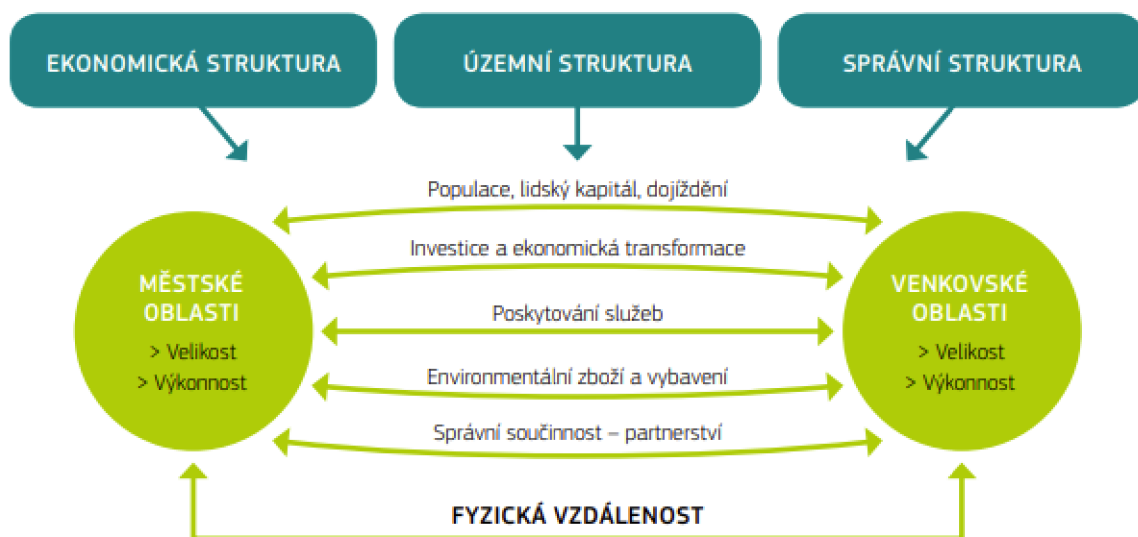 EKONOMICKÁ STRUKTURA
ÚZEMNÍ STRUKTURA
SPRÁVNÍ STRUKTURA
Populace, lidský kapitál, dojíždění
Investice a ekonomická transformace
MĚSTSKÉ
OBLASTI
> Velikost
> Výkonnost
Poskytování služeb
VENKOVSKÉ
OBLASTI
> Velikost
> Výkonnost
Environmentální zboží a vybavení
Správní součinnost – partnerství
FYZICKÁ VZDÁLENOST